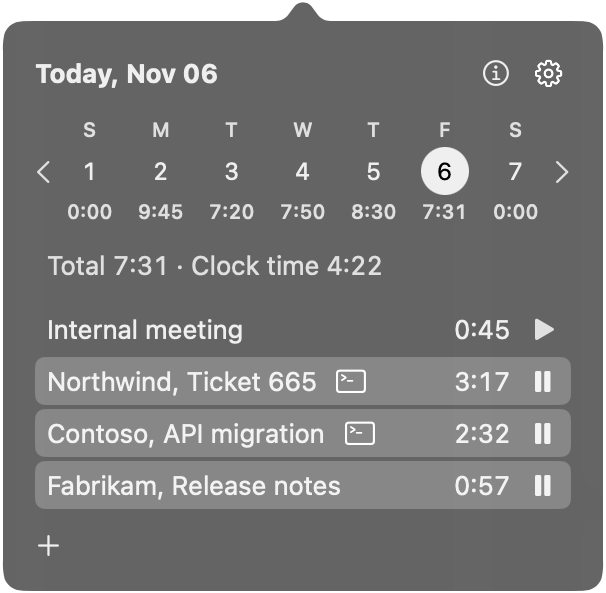 Today, Nov 06
S M T W T F S
1 2 3 4 5 6 7
0:00 9:45 7:20 7:50 8:30 7:31 0:00
Total 7:31 · Clock time 4:22
Internal meeting 0:45
Northwind, Ticket 665 3:17
Contoso, API migration 2:32
Fabrikam, Release notes 0:57